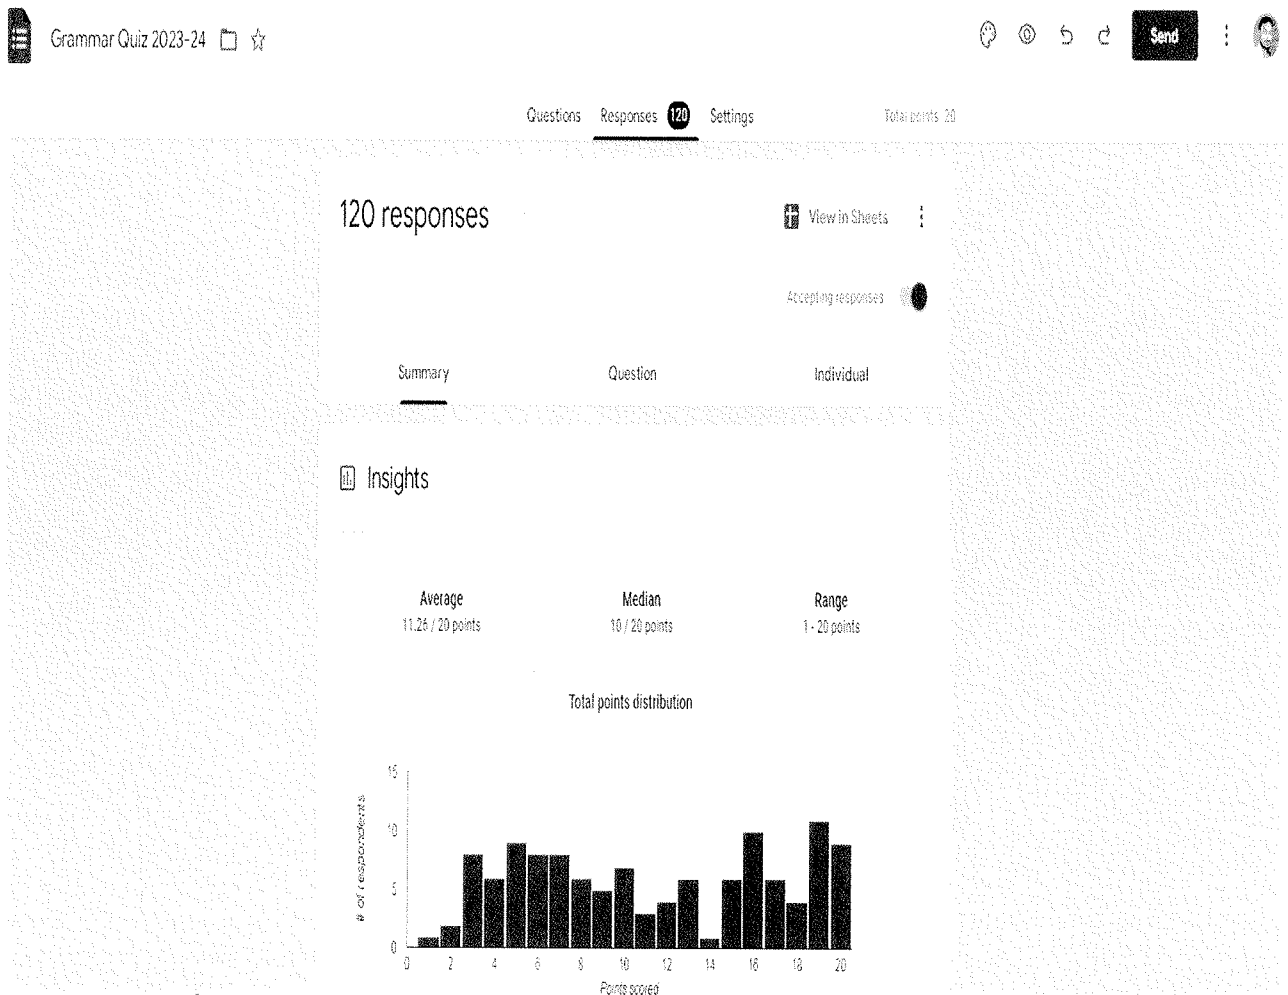 Grammar Quiz 2023-24
Send
Questions Responses 120 Settings Total points 20
120 responses
View in Sheets
Accepting responses
Summary Question Individual
Insights
Average Median Range
11.26 / 20 points 10 / 20 points 1 - 20 points
Total points distribution
15
10
5
0
# of respondents
0 2 4 6 8 10 12 14 16 18 20
Points scored